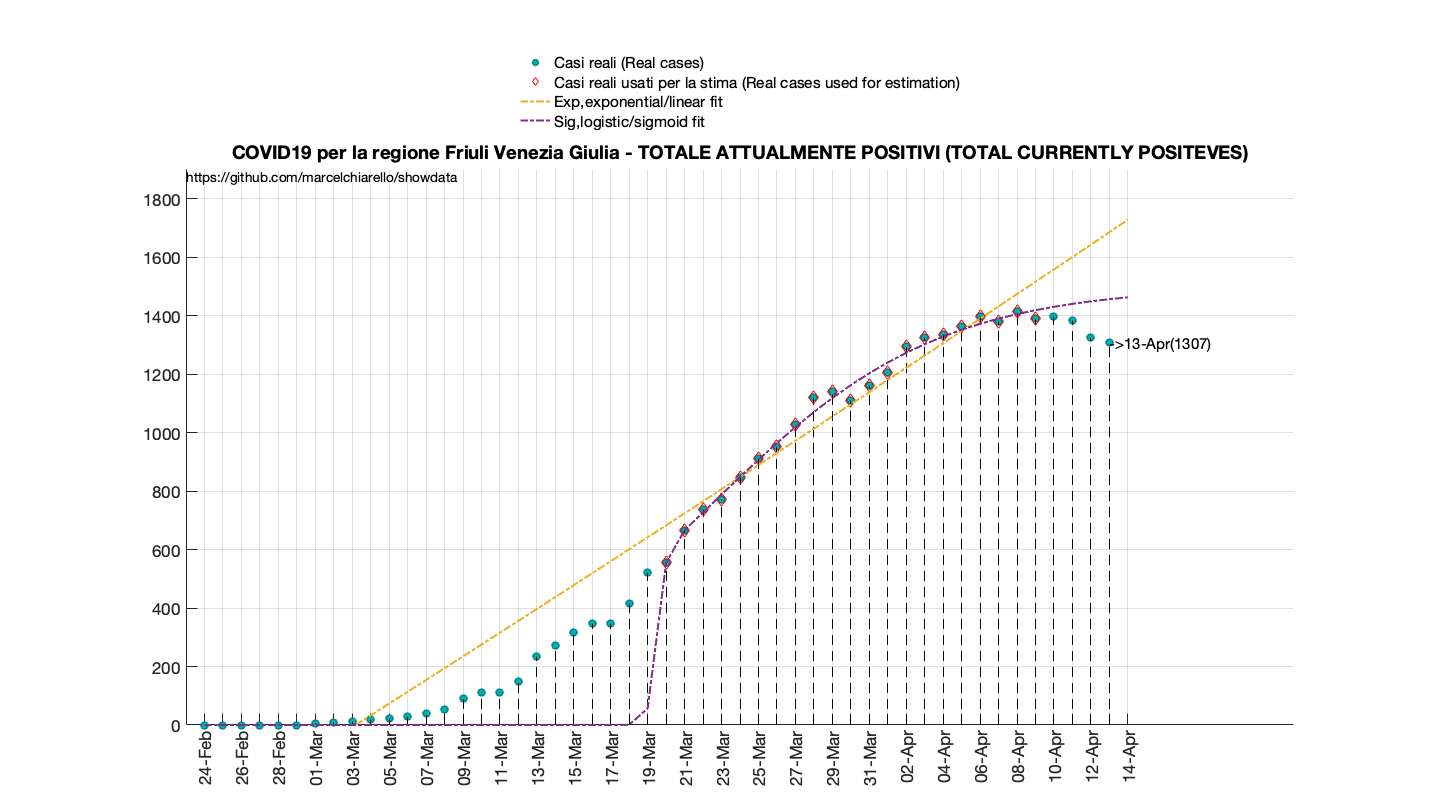 Casi reali (Real cases)
Casi reali usati per la stima (Real cases used for estimation)
Exp,exponential/linear fit
Sig,logistic/sigmoid fit
COVID19 per la regione Friuli Venezia Giulia - TOTALE ATTUALMENTE POSITIVI (TOTAL CURRENTLY POSITEVES)
https://github.com/marcelchiarello/showdata
1800
1600
1400
>13-Apr(1307)
1200
1000
800
600
400
200
0
24-Feb
26-Feb
28-Feb
01-Mar
03-Mar
05-Mar
07-Mar
09-Mar
11-Mar
13-Mar
15-Mar
17-Mar
19-Mar
21-Mar
23-Mar
25-Mar
27-Mar
29-Mar
31-Mar
02-Apr
04-Apr
06-Apr
08-Apr
10-Apr
12-Apr
14-Apr